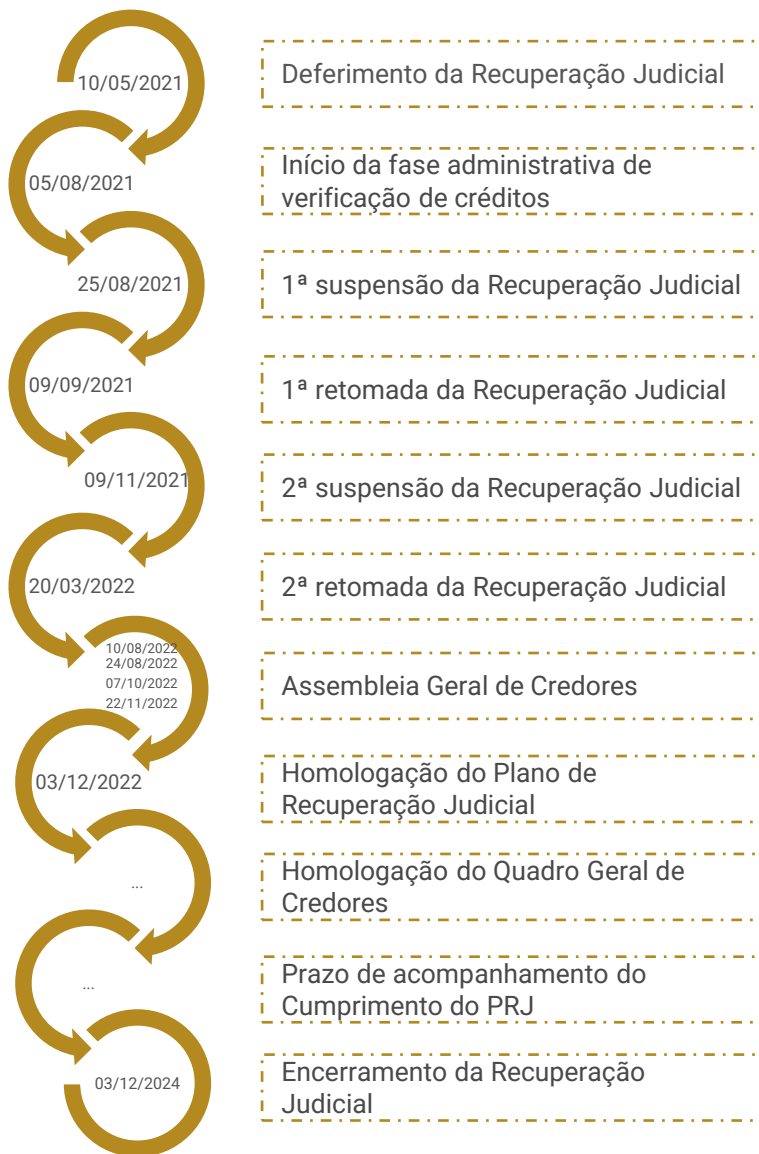 10/05/2021
Deferimento da Recuperação Judicial
05/08/2021
Início da fase administrativa de
verificação de créditos
25/08/2021
1ª suspensão da Recuperação Judicial
09/09/2021
1ª retomada da Recuperação Judicial
09/11/2021
2ª suspensão da Recuperação Judicial
20/03/2022
2ª retomada da Recuperação Judicial
10/08/2022
24/08/2022
07/10/2022
22/11/2022
Assembleia Geral de Credores
03/12/2022
Homologação do Plano de
Recuperação Judicial
...
Homologação do Quadro Geral de
Credores
...
Prazo de acompanhamento do
Cumprimento do PRJ
03/12/2024
Encerramento da Recuperação
Judicial